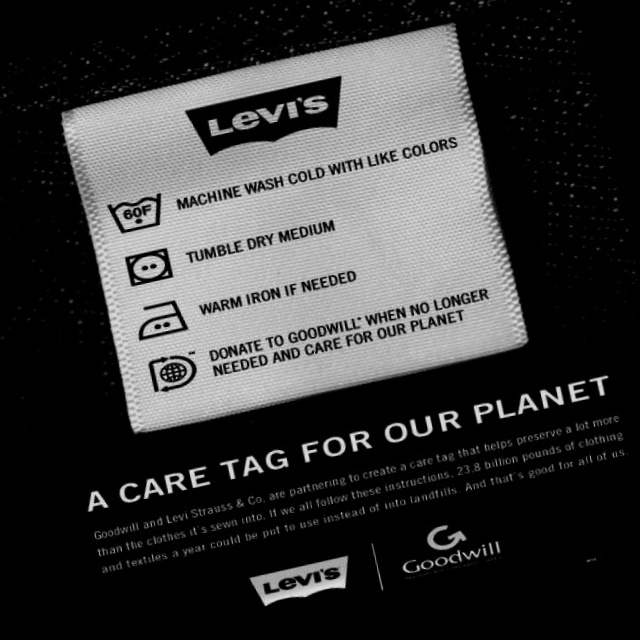 LEVI'S
60F
MACHINE WASH COLD WITH LIKE COLORS
TUMBLE DRY MEDIUM
WARM IRON IF NEEDED
DONATE TO GOODWILL® WHEN NO LONGER
NEEDED AND CARE FOR OUR PLANET
A CARE TAG FOR OUR PLANET
Goodwill and Levi Strauss & Co. are partnering to create a care tag that helps preserve a lot more
than the clothes it's sewn into. If we all follow these instructions, 23.8 billion pounds of clothing
and textiles a year could be put to use instead of into landfills. And that's good for all of us.
LEVI'S
Goodwill